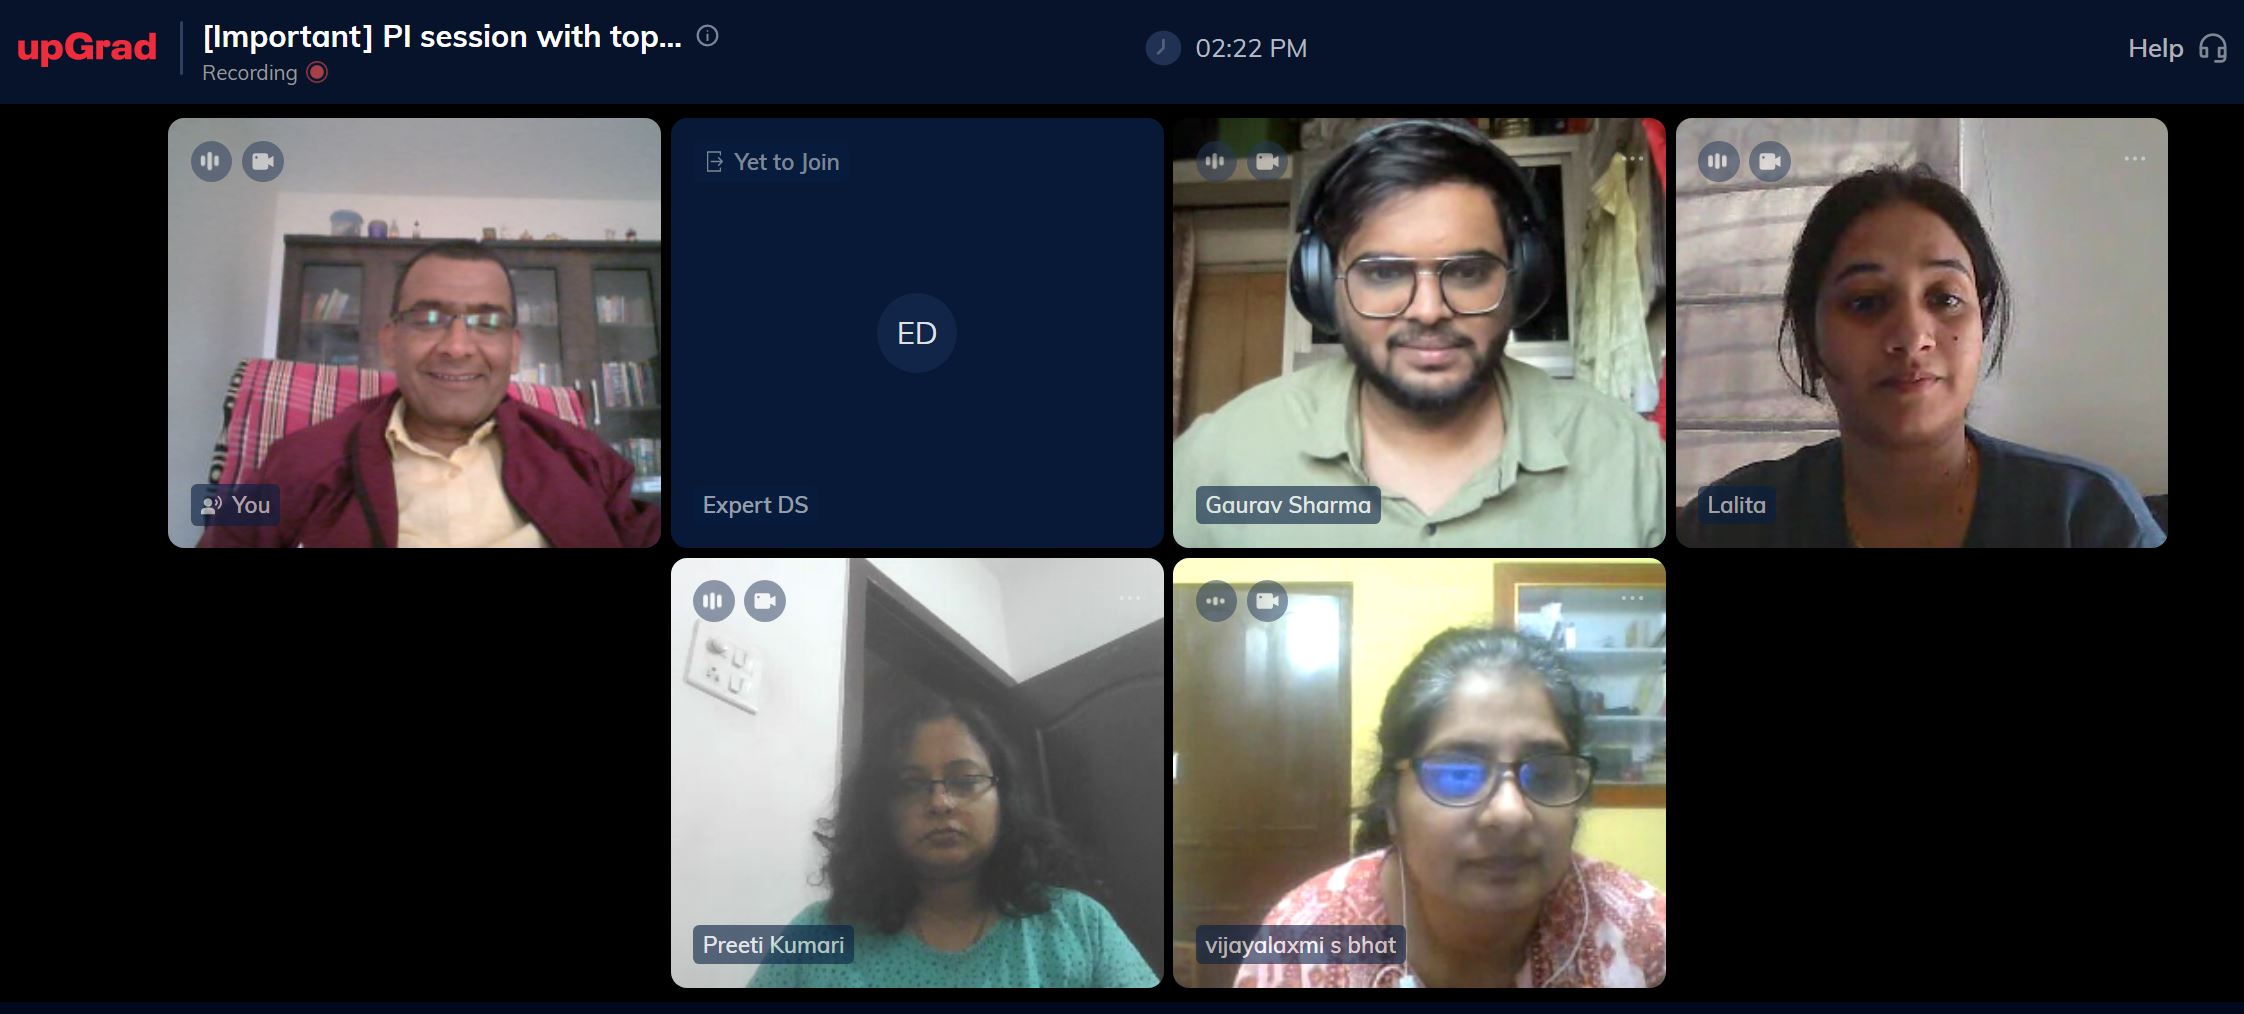 upGrad
[Important] PI session with top...
Recording
02:22 PM
Help
You
Yet to Join
ED
Expert DS
Gaurav Sharma
Lalita
Preeti Kumari
vijayalaxmi s bhat